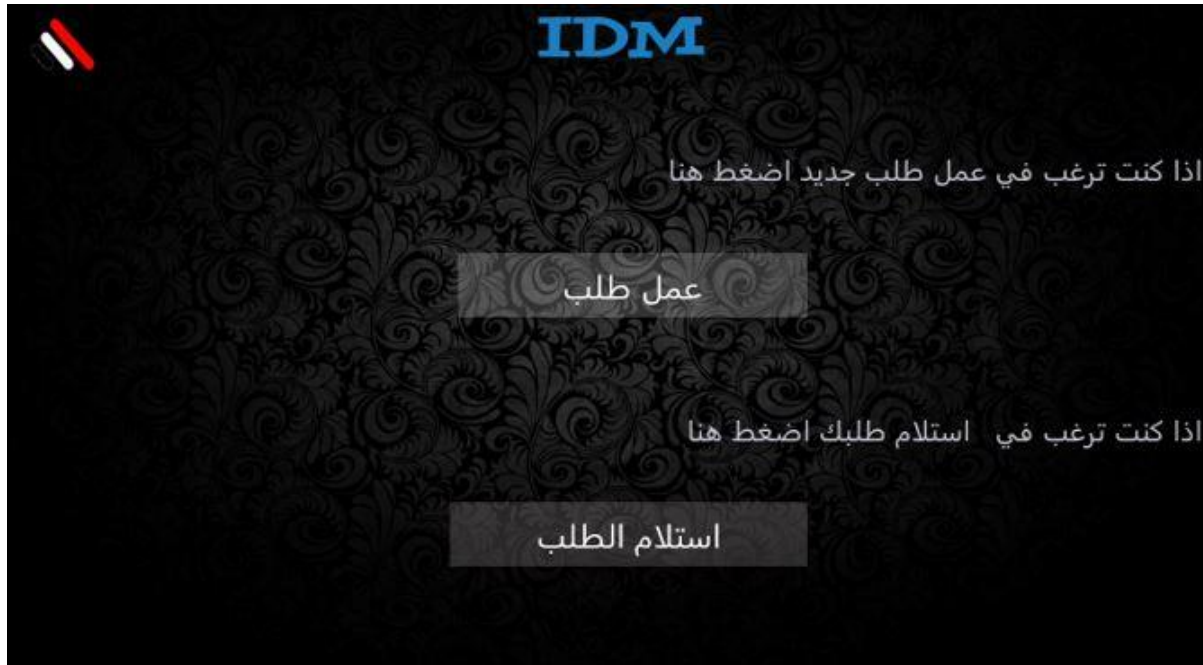 IDM
اذا كنت ترغب في عمل طلب جديد اضغط هنا
عمل طلب
اذا كنت ترغب في استلام طلبك اضغط هنا
استلام الطلب